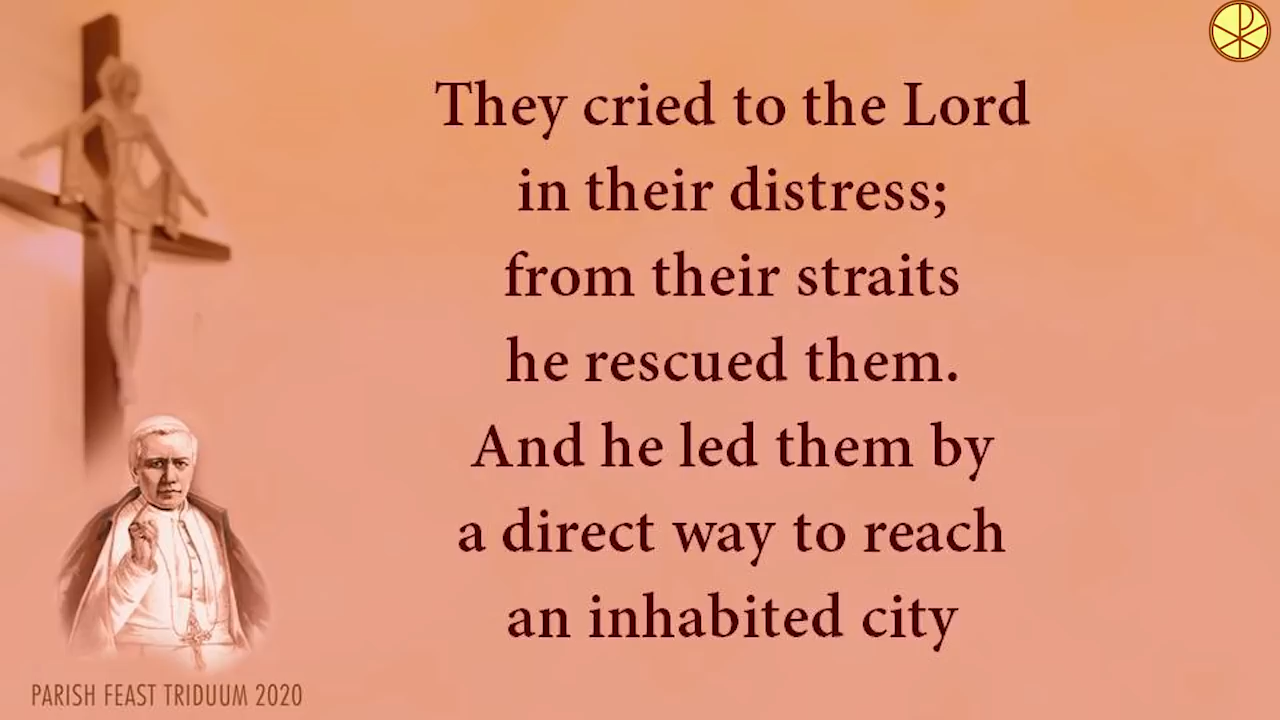 They cried to the Lord
in their distress;
from their straits
he rescued them.
And he led them by
a direct way to reach
an inhabited city
PARISH FEAST TRIDUUM 2020